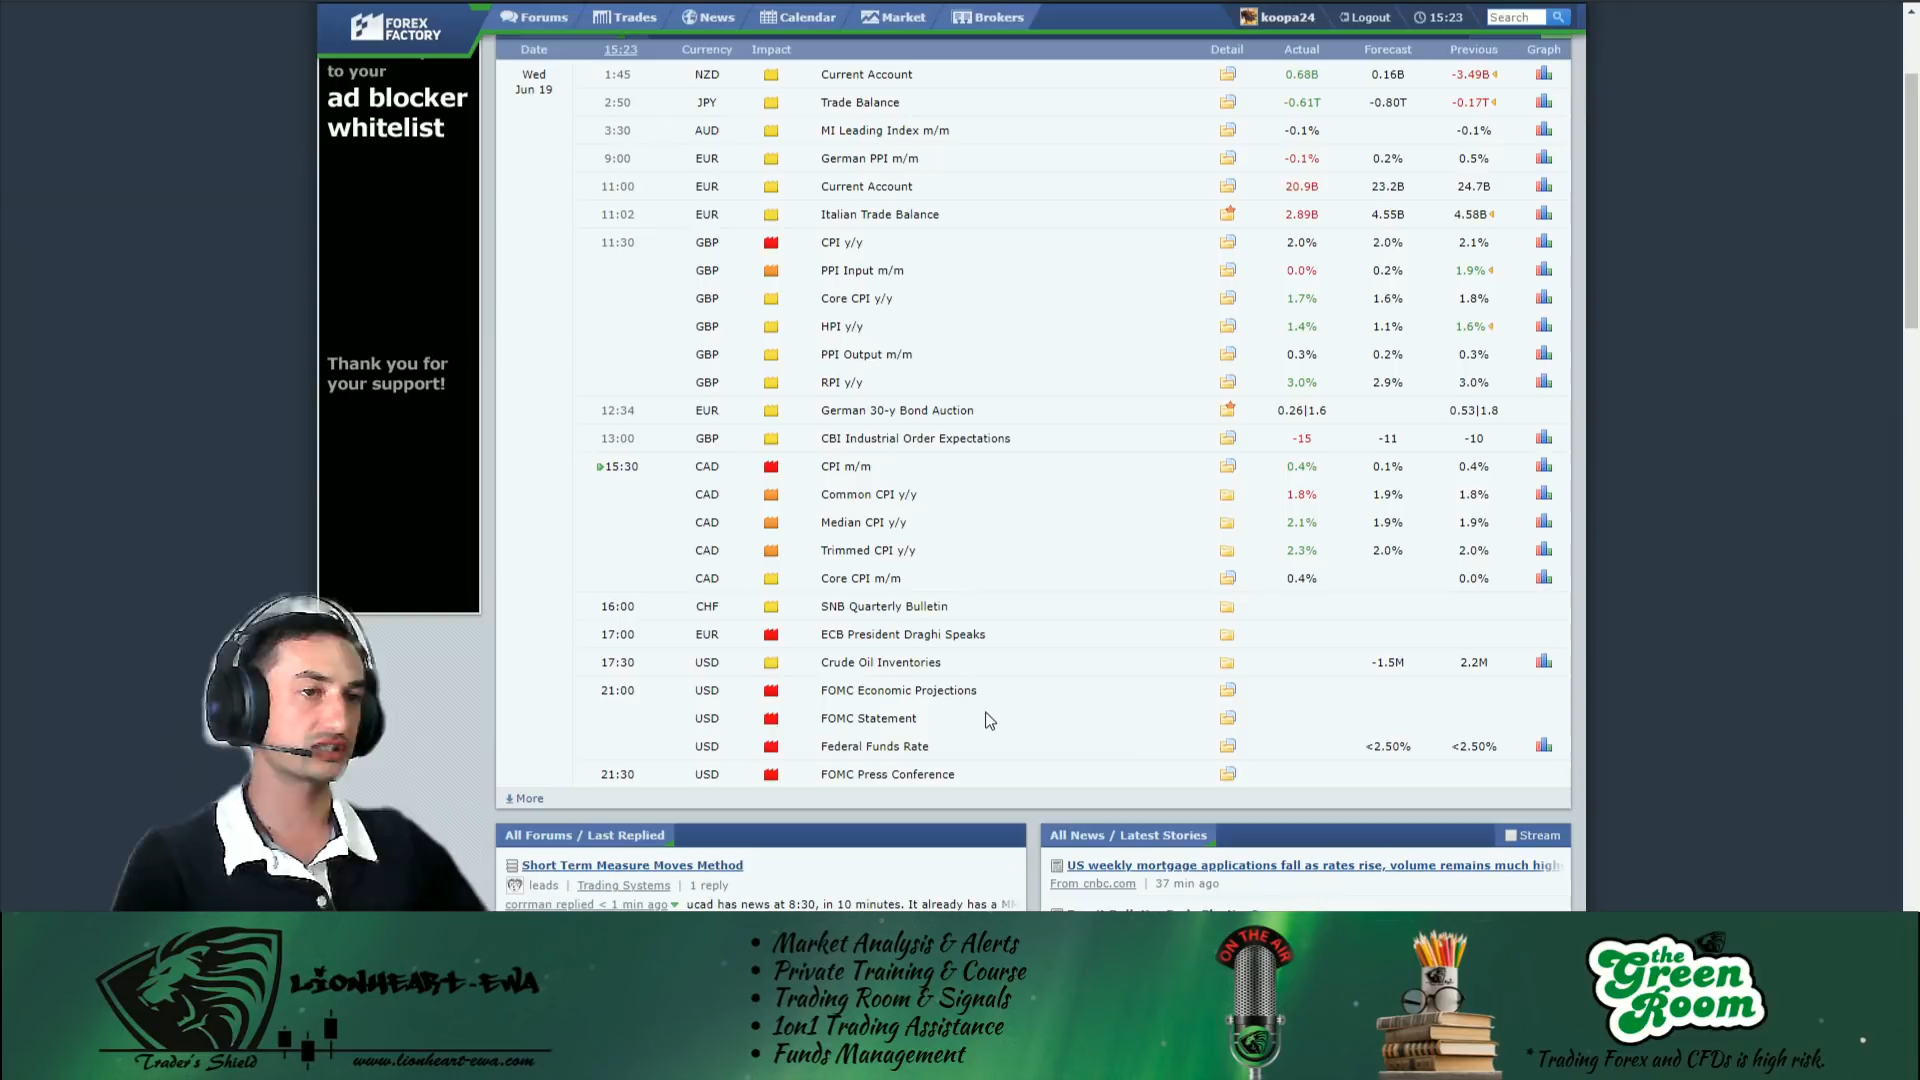 FOREX
FACTORY
Forums
Trades
News
Calendar
Market
Brokers
koopa24
Logout
15:23
Search
to your
ad blocker
whitelist
Thank you for
your support!
Date 15:23 Currency Impact Detail Actual Forecast Previous Graph
Wed
Jun 19
1:45 NZD Current Account 0.68B 0.16B -3.49B
2:50 JPY Trade Balance -0.61T -0.80T -0.17T
3:30 AUD MI Leading Index m/m -0.1% -0.1%
9:00 EUR German PPI m/m -0.1% 0.2% 0.5%
11:00 EUR Current Account 20.9B 23.2B 24.7B
11:02 EUR Italian Trade Balance 2.89B 4.55B 4.58B
11:30 GBP CPI y/y 2.0% 2.0% 2.1%
GBP PPI Input m/m 0.0% 0.2% 1.9%
GBP Core CPI y/y 1.7% 1.6% 1.8%
GBP HPI y/y 1.4% 1.1% 1.6%
GBP PPI Output m/m 0.3% 0.2% 0.3%
GBP RPI y/y 3.0% 2.9% 3.0%
12:34 EUR German 30-y Bond Auction 0.26|1.6 0.53|1.8
13:00 GBP CBI Industrial Order Expectations -15 -11 -10
15:30 CAD CPI m/m 0.4% 0.1% 0.4%
CAD Common CPI y/y 1.8% 1.9% 1.8%
CAD Median CPI y/y 2.1% 1.9% 1.9%
CAD Trimmed CPI y/y 2.3% 2.0% 2.0%
CAD Core CPI m/m 0.4% 0.0%
16:00 CHF SNB Quarterly Bulletin
17:00 EUR ECB President Draghi Speaks
17:30 USD Crude Oil Inventories -1.5M 2.2M
21:00 USD FOMC Economic Projections
USD FOMC Statement
USD Federal Funds Rate <2.50% <2.50%
21:30 USD FOMC Press Conference
More
All Forums / Last Replied
Short Term Measure Moves Method
leads | Trading Systems | 1 reply
corrman replied < 1 min ago ucad has news at 8:30, in 10 minutes. It already has a
All News / Latest Stories
Stream
US weekly mortgage applications fall as rates rise, volume remains much high
From cnbc.com | 37 min ago
LiONHEART-EWA
Trader's Shield
www.lionheart-ewa.com
• Market Analysis & Alerts
• Private Training & Course
• Trading Room & Signals
• 1on1 Trading Assistance
• Funds Management
ON THE AIR
the
Green
Room
* Trading Forex and CFDs is high risk.